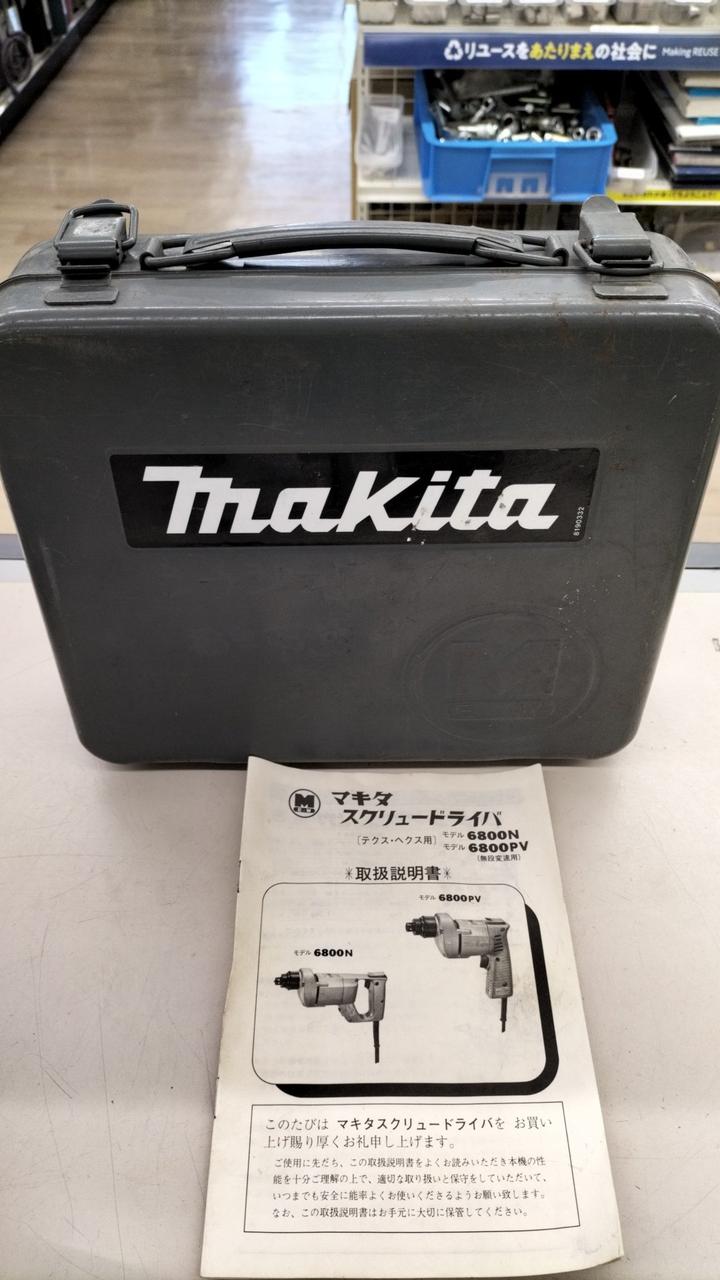 リユースをあたりまえの社会に Making REUSE
makita
8190332
M
マキタ
スクリュードライバ
〔テクス・ヘクス用〕
モデル 6800N
モデル 6800PV
(無段変速用)
*取扱説明書*
モデル 6800PV
モデル 6800N
このたびは マキタスクリュードライバを お買い
上げ賜り厚くお礼申し上げます。
ご使用に先だち、この取扱説明書をよくお読みいただき本機の性
能を十分ご理解の上で、適切な取り扱いと保守をしていただいて、
いつまでも安全に能率よくお使いくださるようお願い致します。
なお、この取扱説明書はお手元に大切に保管してください。